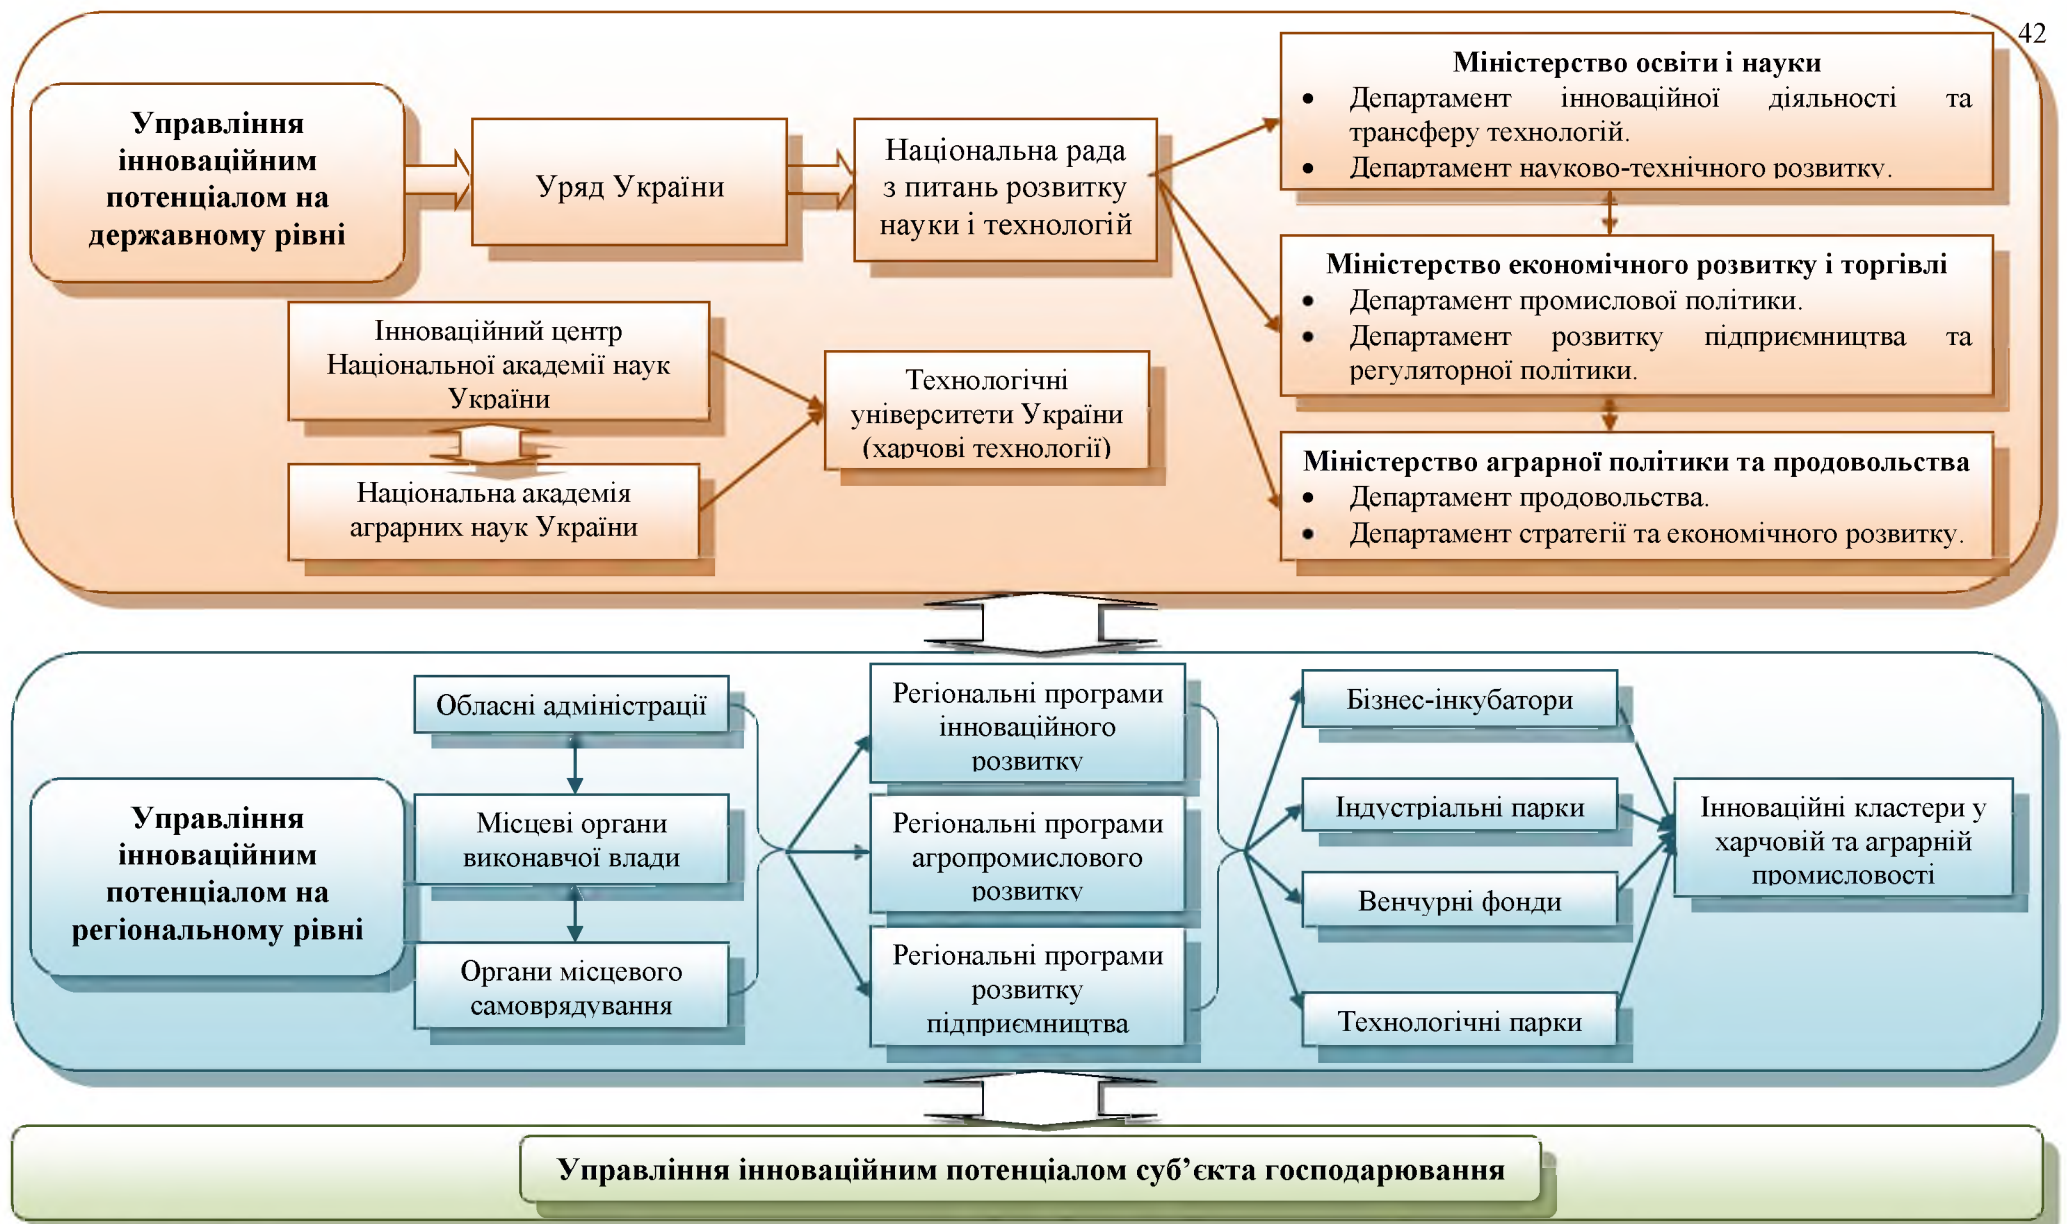 42
Управління
інноваційним
потенціалом на
державному рівні
Уряд України
Національна рада
з питань розвитку
науки і технологій
Міністерство освіти і науки
• Департамент інноваційної діяльності та
трансферу технологій.
• Департамент науково-технічного розвитку.
Міністерство економічного розвитку і торгівлі
• Департамент промислової політики.
• Департамент розвитку підприємництва та
регуляторної політики.
Міністерство аграрної політики та продовольства
• Департамент продовольства.
• Департамент стратегії та економічного розвитку.
Інноваційний центр
Національної академії наук
України
Національна академія
аграрних наук України
Технологічні
університети України
(харчові технології)
Управління
інноваційним
потенціалом на
регіональному рівні
Обласні адміністрації
Місцеві органи
виконавчої влади
Органи місцевого
самоврядування
Регіональні програми
інноваційного
розвитку
Регіональні програми
агропромислового
розвитку
Регіональні програми
розвитку
підприємництва
Бізнес-інкубатори
Індустріальні парки
Венчурні фонди
Технологічні парки
Інноваційні кластери у
харчовій та аграрній
промисловості
Управління інноваційним потенціалом суб’єкта господарювання